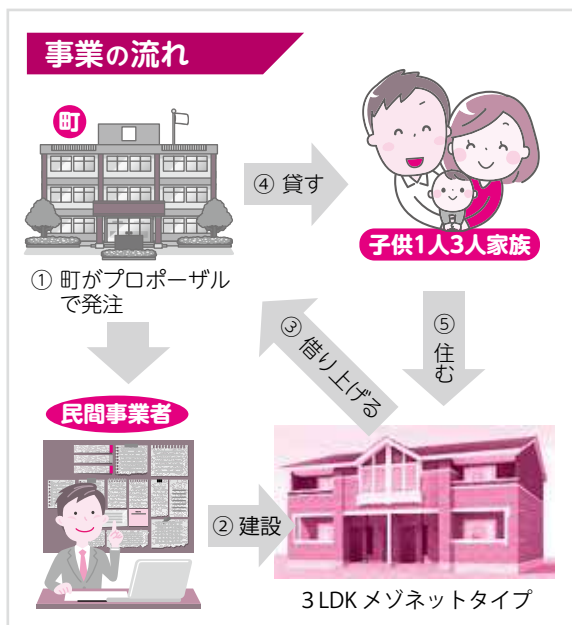 事業の流れ
町
④ 貸す
子供1人3人家族
① 町がプロポーザル
で発注
③ 借り上げる
⑤ 住む
民間事業者
② 建設
3LDK メゾネットタイプ